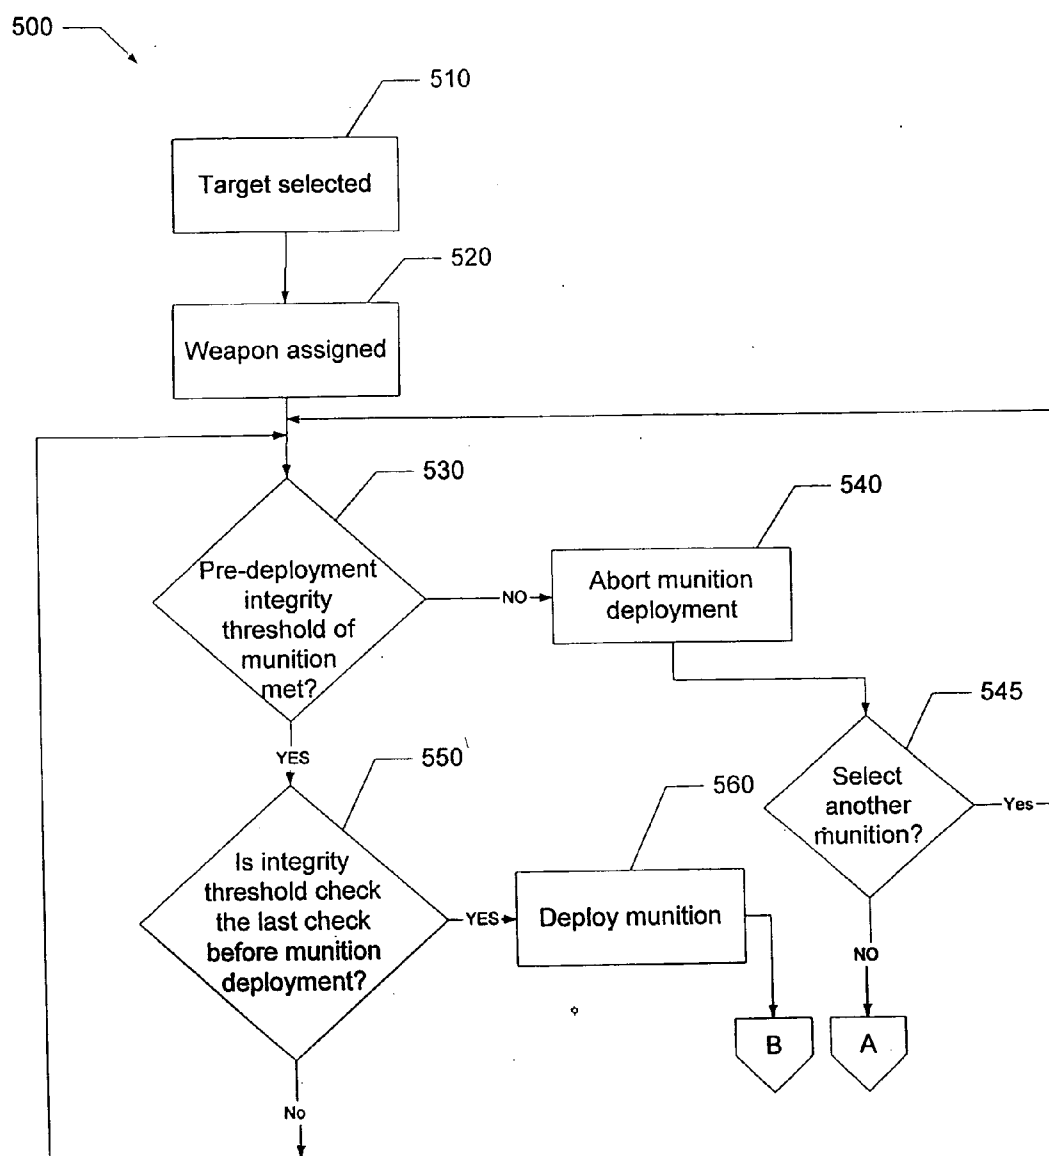 500
510
Target selected
520
Weapon assigned
530
Pre-deployment
integrity
threshold of
munition
met?
NO
540
Abort munition
deployment
545
Select
another
munition?
Yes
YES
550
Is integrity
threshold check
the last check
before munition
deployment?
YES
560
Deploy munition
NO
B
A
No